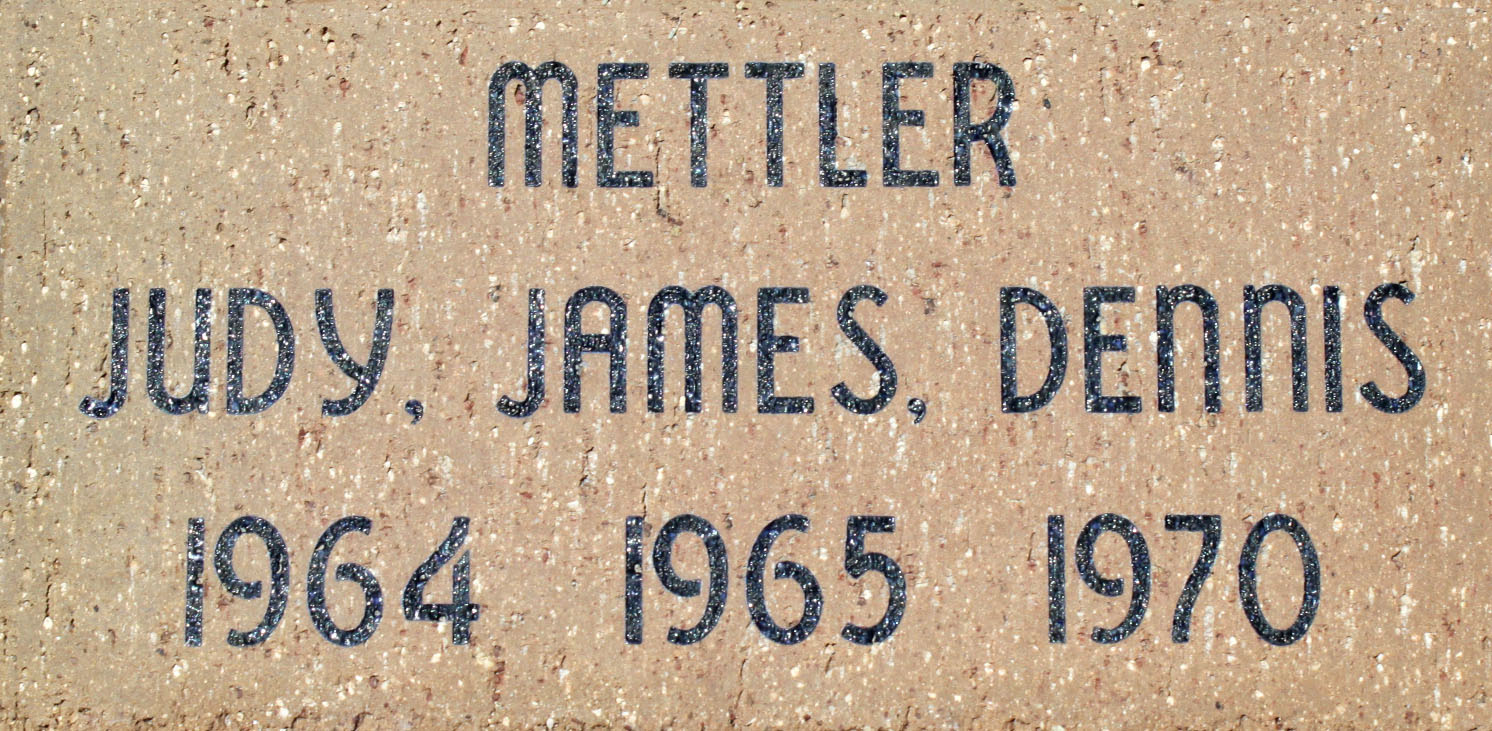 METTLER
JUDY, JAMES, DENNIS
1964 1965 1970